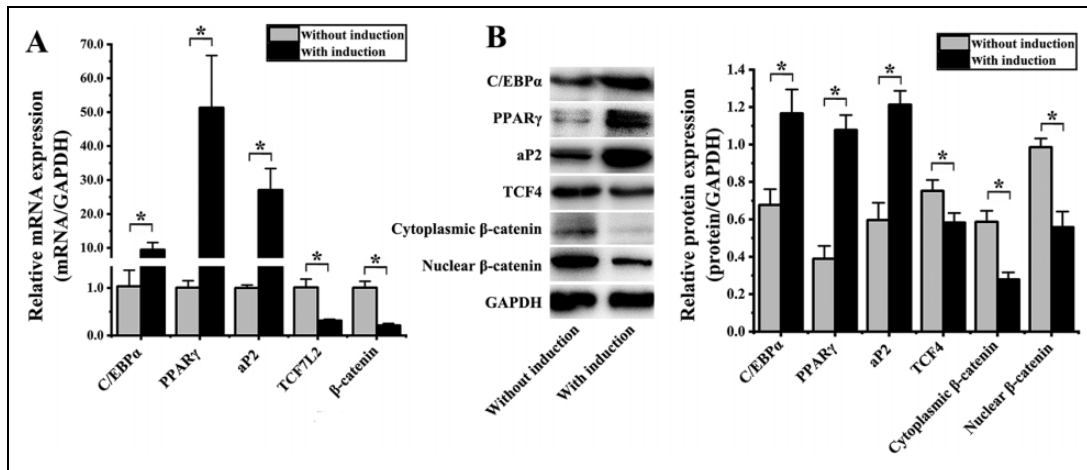 A
Relative mRNA expression
(mRNA/GAPDH)
70.0
60.0
50.0
40.0
30.0
20.0
10.0
1.0
0.0
Without induction
With induction
*
*
*
*
*
C/EBPα
PPARγ
aP2
TCF7L2
β-catenin
B
C/EBPα
PPARγ
aP2
TCF4
Cytoplasmic β-catenin
Nuclear β-catenin
GAPDH
Without induction
With induction
Relative protein expression
(protein/GAPDH)
1.4
1.2
1.0
0.8
0.6
0.4
0.2
0.0
Without induction
With induction
*
*
*
*
*
*
C/EBPα
PPARγ
aP2
TCF4
Cytoplasmic β-catenin
Nuclear β-catenin